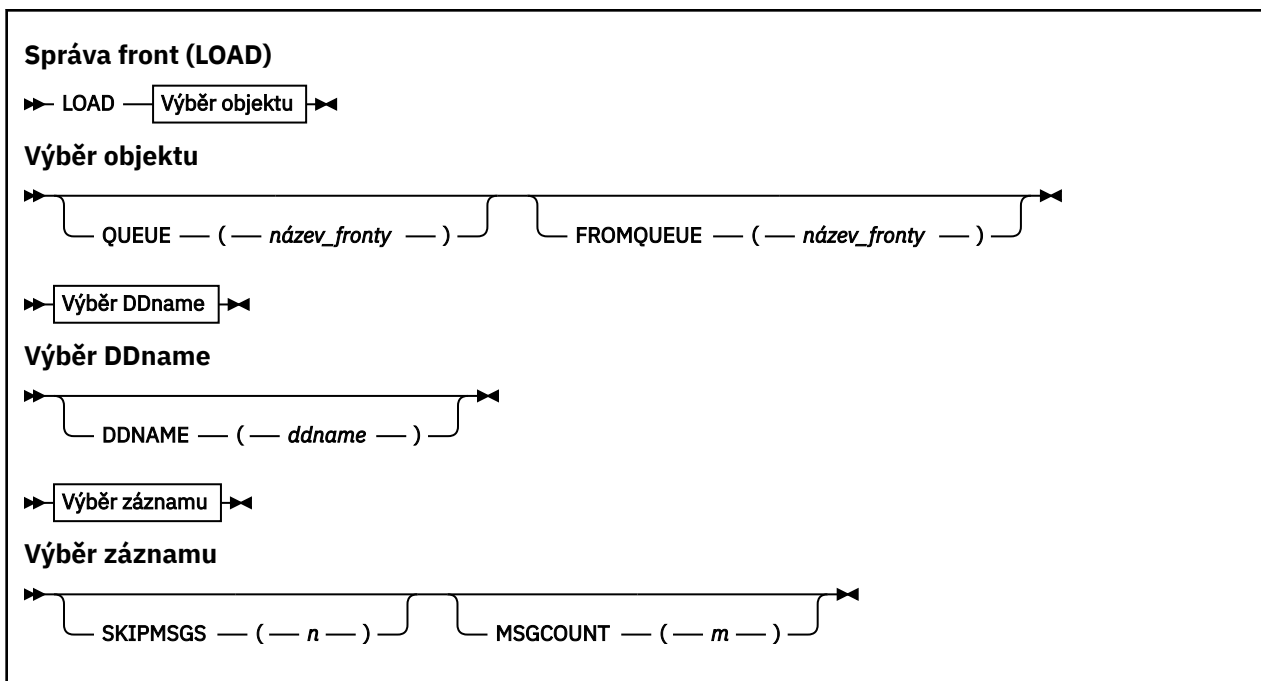 Správa front (LOAD)
LOAD Výběr objektu
Výběr objektu
QUEUE ( název_fronty ) FROMQUEUE ( název_fronty )
Výběr DDname
Výběr DDname
DDNAME ( ddname )
Výběr záznamu
Výběr záznamu
SKIPMSGS ( n ) MSGCOUNT ( m )